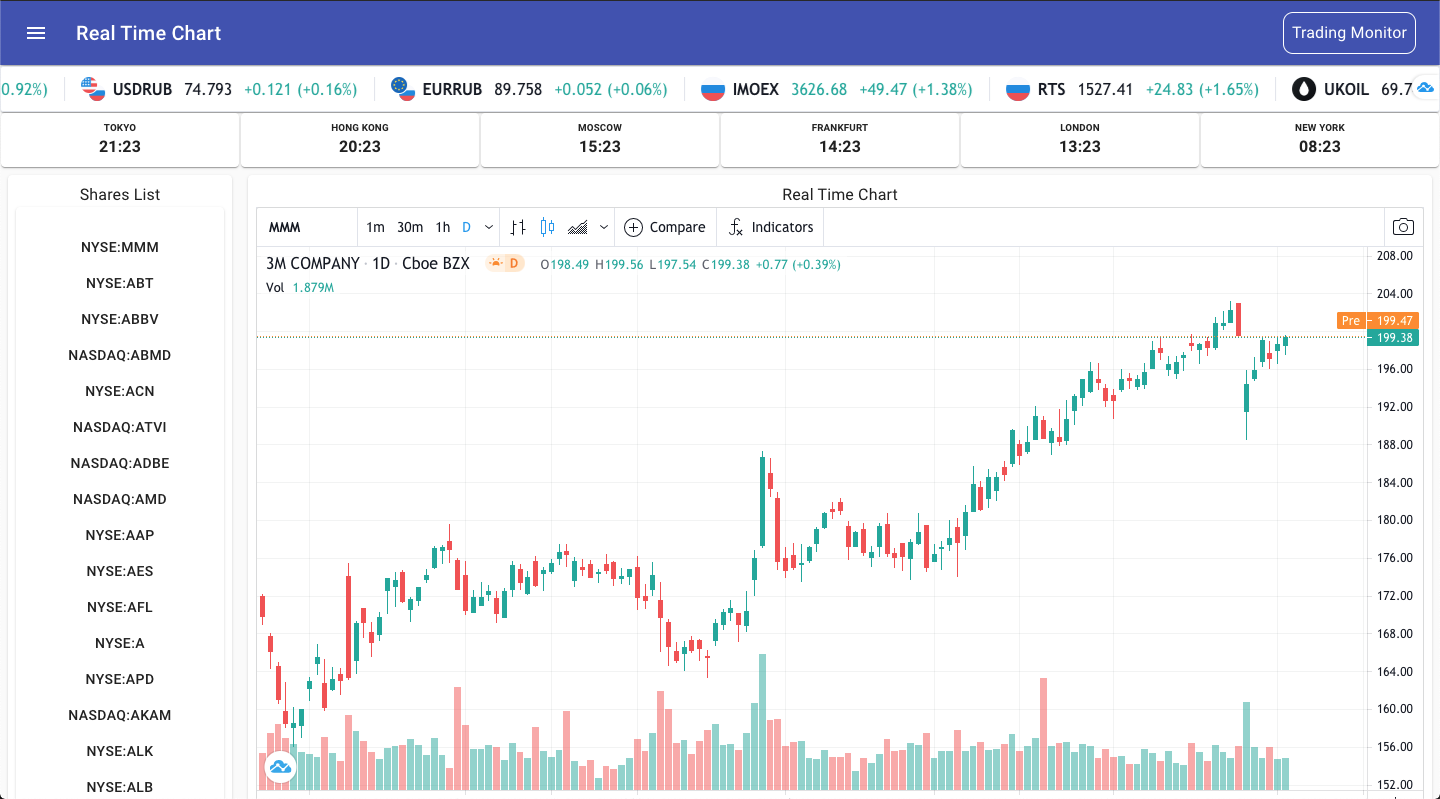 Real Time Chart
Trading Monitor
0.92%) USDRUB 74.793 +0.121 (+0.16%) EURRUB 89.758 +0.052 (+0.06%) IMOEX 3626.68 +49.47 (+1.38%) RTS 1527.41 +24.83 (+1.65%) UKOIL 69.7
TOKYO
21:23
HONG KONG
20:23
MOSCOW
15:23
FRANKFURT
14:23
LONDON
13:23
NEW YORK
08:23
Shares List
NYSE:MMM
NYSE:ABT
NYSE:ABBV
NASDAQ:ABMD
NYSE:ACN
NASDAQ:ATVI
NASDAQ:ADBE
NASDAQ:AMD
NYSE:AAP
NYSE:AES
NYSE:AFL
NYSE:A
NYSE:APD
NASDAQ:AKAM
NYSE:ALK
NYSE:ALB
Real Time Chart
MMM 1m 30m 1h D Compare Indicators
3M COMPANY · 1D · Cboe BZX D O198.49 H199.56 L197.54 C199.38 +0.77 (+0.39%)
Vol 1.879M
208.00
204.00
Pre 199.47
199.38
196.00
192.00
188.00
184.00
180.00
176.00
172.00
168.00
164.00
160.00
156.00
152.00